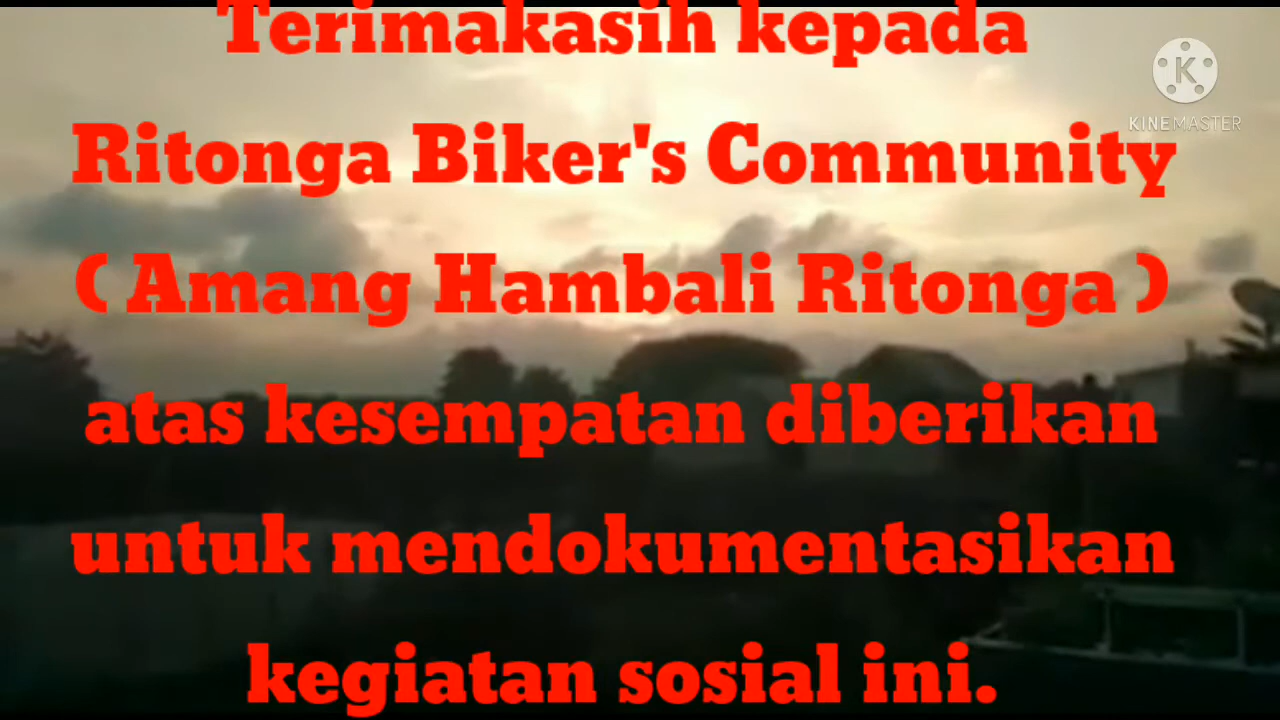 Terimakasih kepada
KINEMASTER
Ritonga Biker's Community
( Amang Hambali Ritonga )
atas kesempatan diberikan
untuk mendokumentasikan
kegiatan sosial ini.